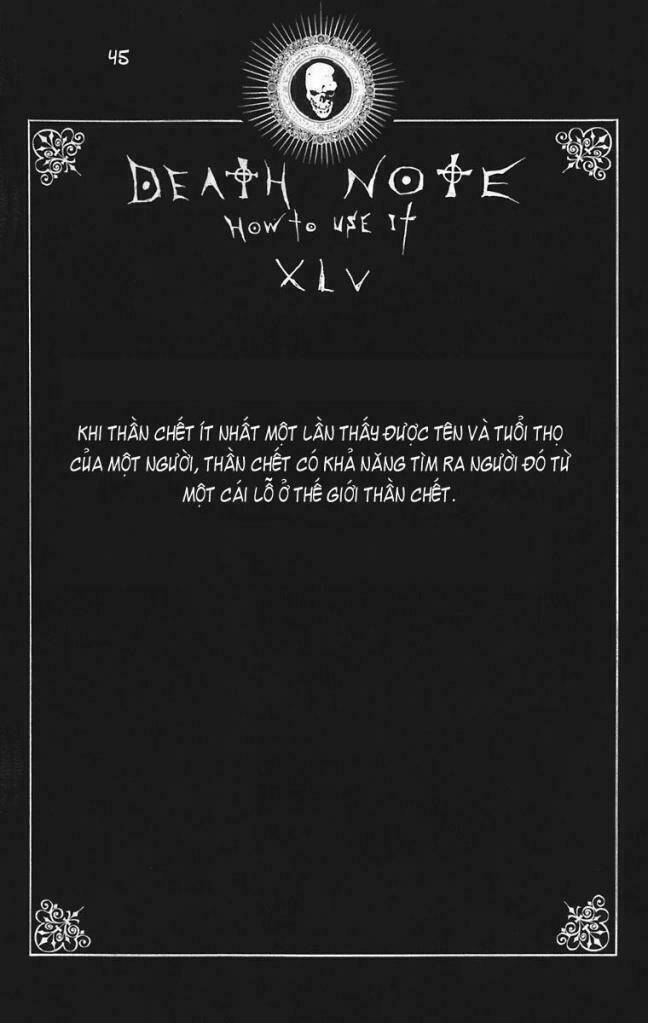 45
DEATH NOTE
HOW to USE IT
XLV
KHI THẦN CHẾT ÍT NHẤT MỘT LẦN THẤY ĐƯỢC TÊN VÀ TUỔI THỌ
CỦA MỘT NGƯỜI, THẦN CHẾT CÓ KHẢ NĂNG TÌM RA NGƯỜI ĐÓ TỪ
MỘT CÁI LỖ Ở THẾ GIỚI THẦN CHẾT.